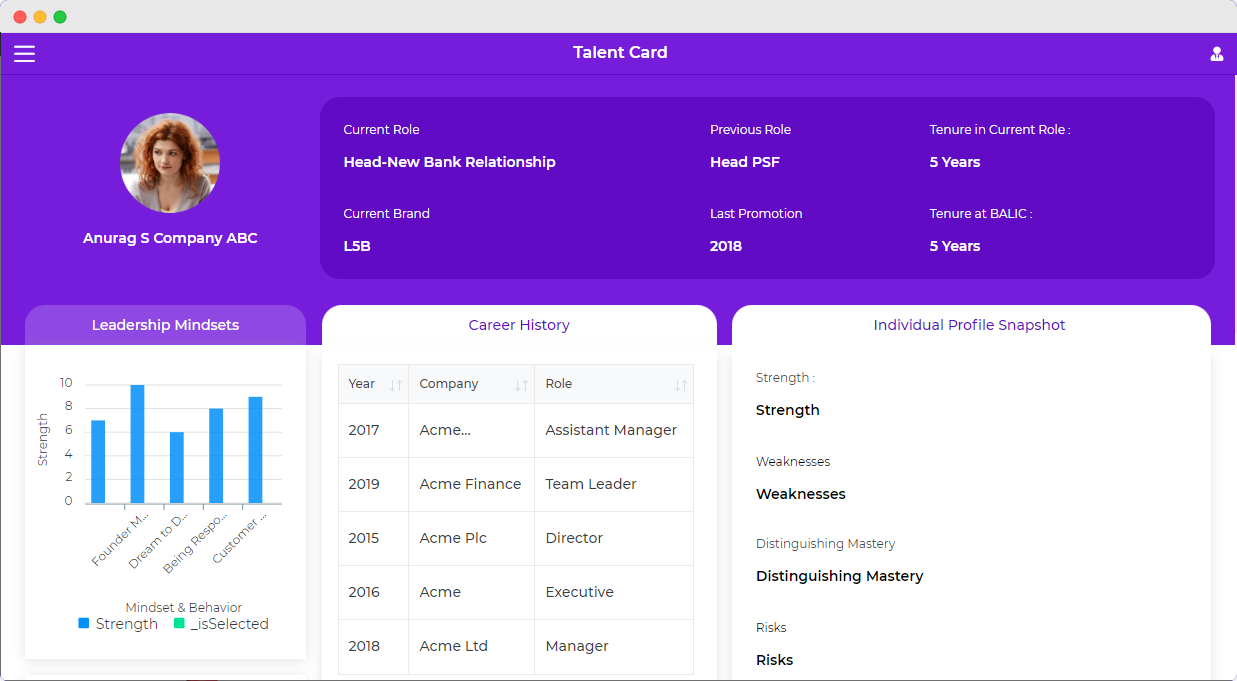 Talent Card
Current Role
Previous Role
Tenure in Current Role :
Head-New Bank Relationship
Head PSF
5 Years
Current Brand
Last Promotion
Tenure at BALIC :
L5B
2018
5 Years
Anurag S Company ABC
Leadership Mindsets
10
8
6
4
2
0
Strength
Founder M...
Dream to D...
Being Respo...
Customer ...
Mindset & Behavior
Strength
_isSelected
Career History
Year Company Role
2017 Acme... Assistant Manager
2019 Acme Finance Team Leader
2015 Acme Plc Director
2016 Acme Executive
2018 Acme Ltd Manager
Individual Profile Snapshot
Strength :
Strength
Weaknesses
Weaknesses
Distinguishing Mastery
Distinguishing Mastery
Risks
Risks